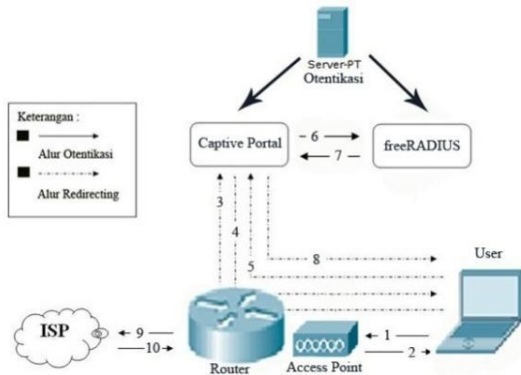 Server-PT
Otentikasi
Keterangan :
Alur Otentikasi
Alur Redirecting
Captive Portal
6
7
freeRADIUS
3
4
5
8
User
ISP
9
10
Router
Access Point
1
2